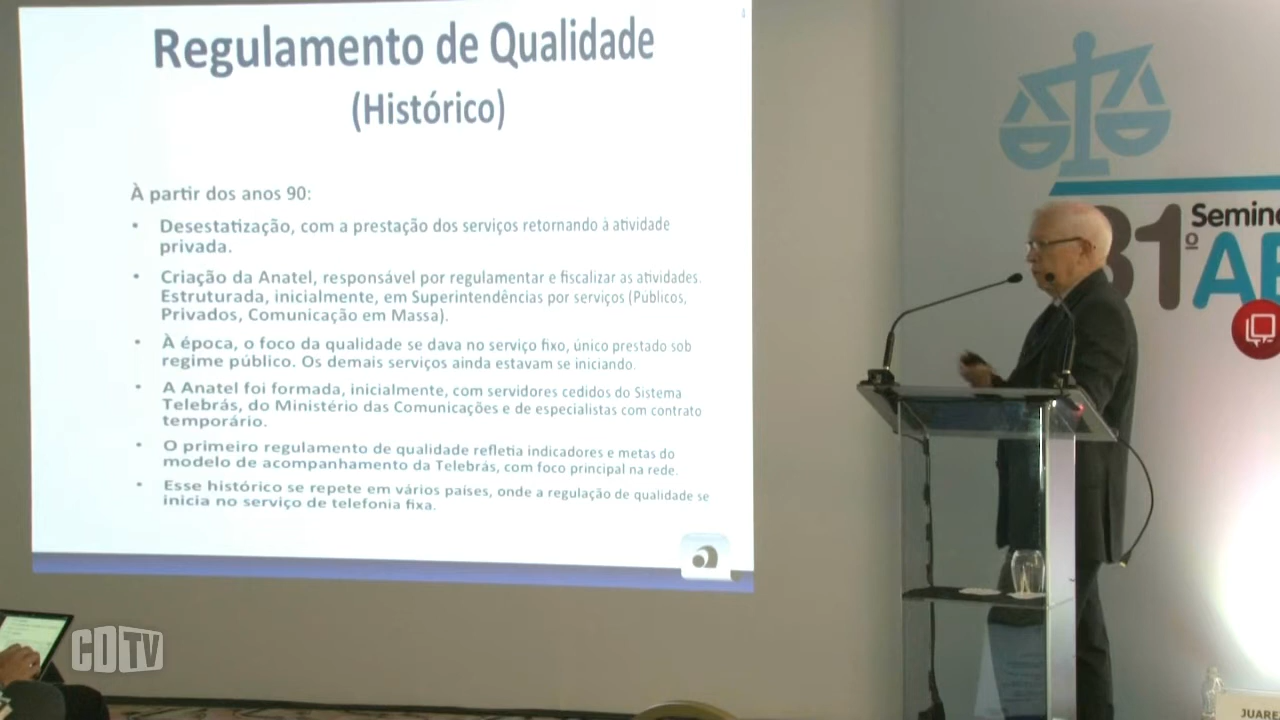 4
Regulamento de Qualidade
(Histórico)
À partir dos anos 90:
• Desestatização, com a prestação dos serviços retornando à atividade
privada.
• Criação da Anatel, responsável por regulamentar e fiscalizar as atividades.
Estruturada, inicialmente, em Superintendências por serviços (Públicos,
Privados, Comunicação em Massa).
• À época, o foco da qualidade se dava no serviço fixo, único prestado sob
regime público. Os demais serviços ainda estavam se iniciando.
• A Anatel foi formada, inicialmente, com servidores cedidos do Sistema
Telebrás, do Ministério das Comunicações e de especialistas com contrato
temporário.
• O primeiro regulamento de qualidade refletia indicadores e metas do
modelo de acompanhamento da Telebrás, com foco principal na rede.
• Esse histórico se repete em vários países, onde a regulação de qualidade se
inicia no serviço de telefonia fixa.
31º
Semin
AB
CDTV
JUARE